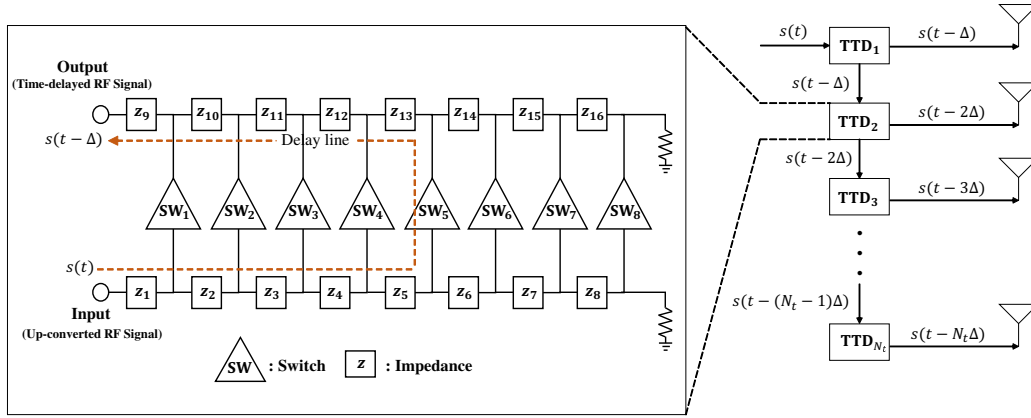 Output
(Time-delayed RF Signal)
z₉ z₁₀ z₁₁ z₁₂ z₁₃ z₁₄ z₁₅ z₁₆
s(t − Δ)
Delay line
SW₁ SW₂ SW₃ SW₄ SW₅ SW₆ SW₇ SW₈
s(t)
z₁ z₂ z₃ z₄ z₅ z₆ z₇ z₈
Input
(Up-converted RF Signal)
SW : Switch z : Impedance
s(t) TTD₁ s(t − Δ)
s(t − Δ)
TTD₂ s(t − 2Δ)
s(t − 2Δ)
TTD₃ s(t − 3Δ)
s(t − (Nₜ − 1)Δ)
TTD_{Nₜ} s(t − NₜΔ)